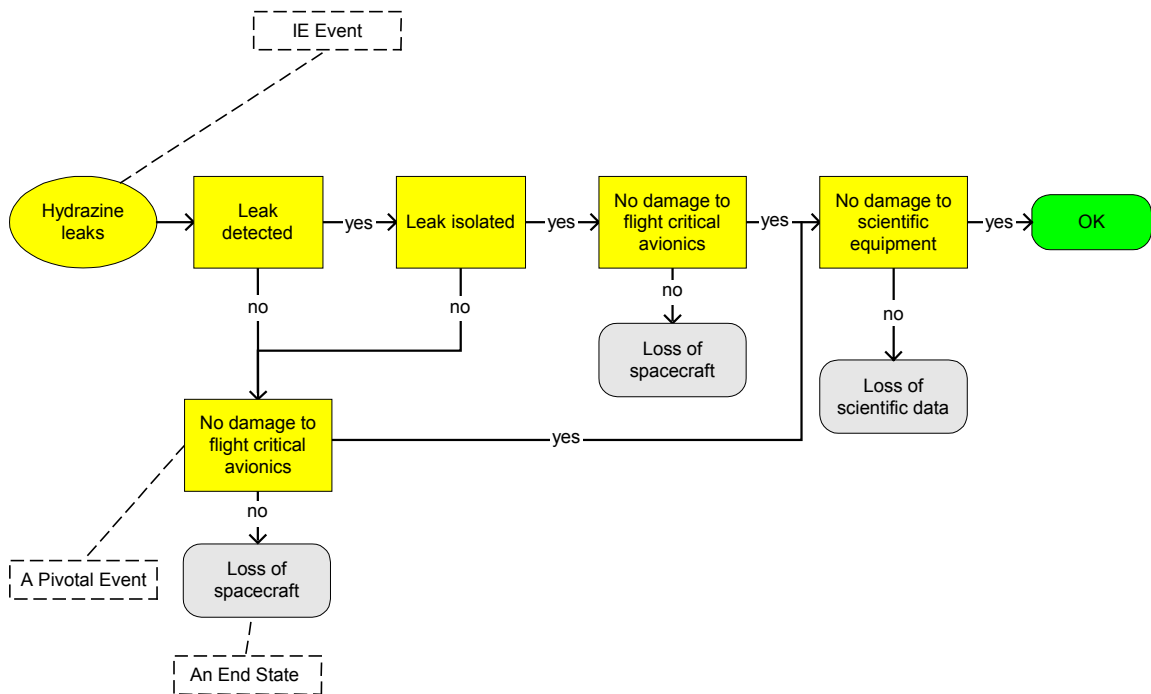 IE Event
Hydrazine
leaks
Leak
detected
yes
Leak isolated
yes
No damage to
flight critical
avionics
yes
No damage to
scientific
equipment
yes
OK
no
no
no
no
Loss of
spacecraft
Loss of
scientific data
No damage to
flight critical
avionics
yes
no
A Pivotal Event
Loss of
spacecraft
An End State